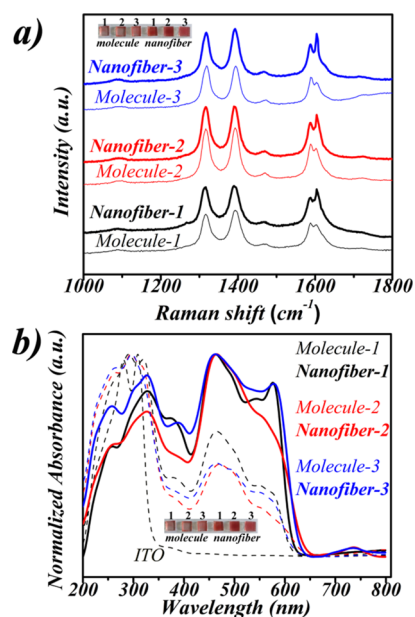 a)
1 2 3 1 2 3
molecule nanofiber
Nanofiber-3
Molecule-3
Nanofiber-2
Molecule-2
Nanofiber-1
Molecule-1
Intensity (a.u.)
1000 1200 1400 1600 1800
Raman shift (cm⁻¹)
b)
Molecule-1
Nanofiber-1
Molecule-2
Nanofiber-2
Molecule-3
Nanofiber-3
1 2 3 1 2 3
molecule nanofiber
ITO
Normalized Absorbance (a.u.)
200 300 400 500 600 700 800
Wavelength (nm)